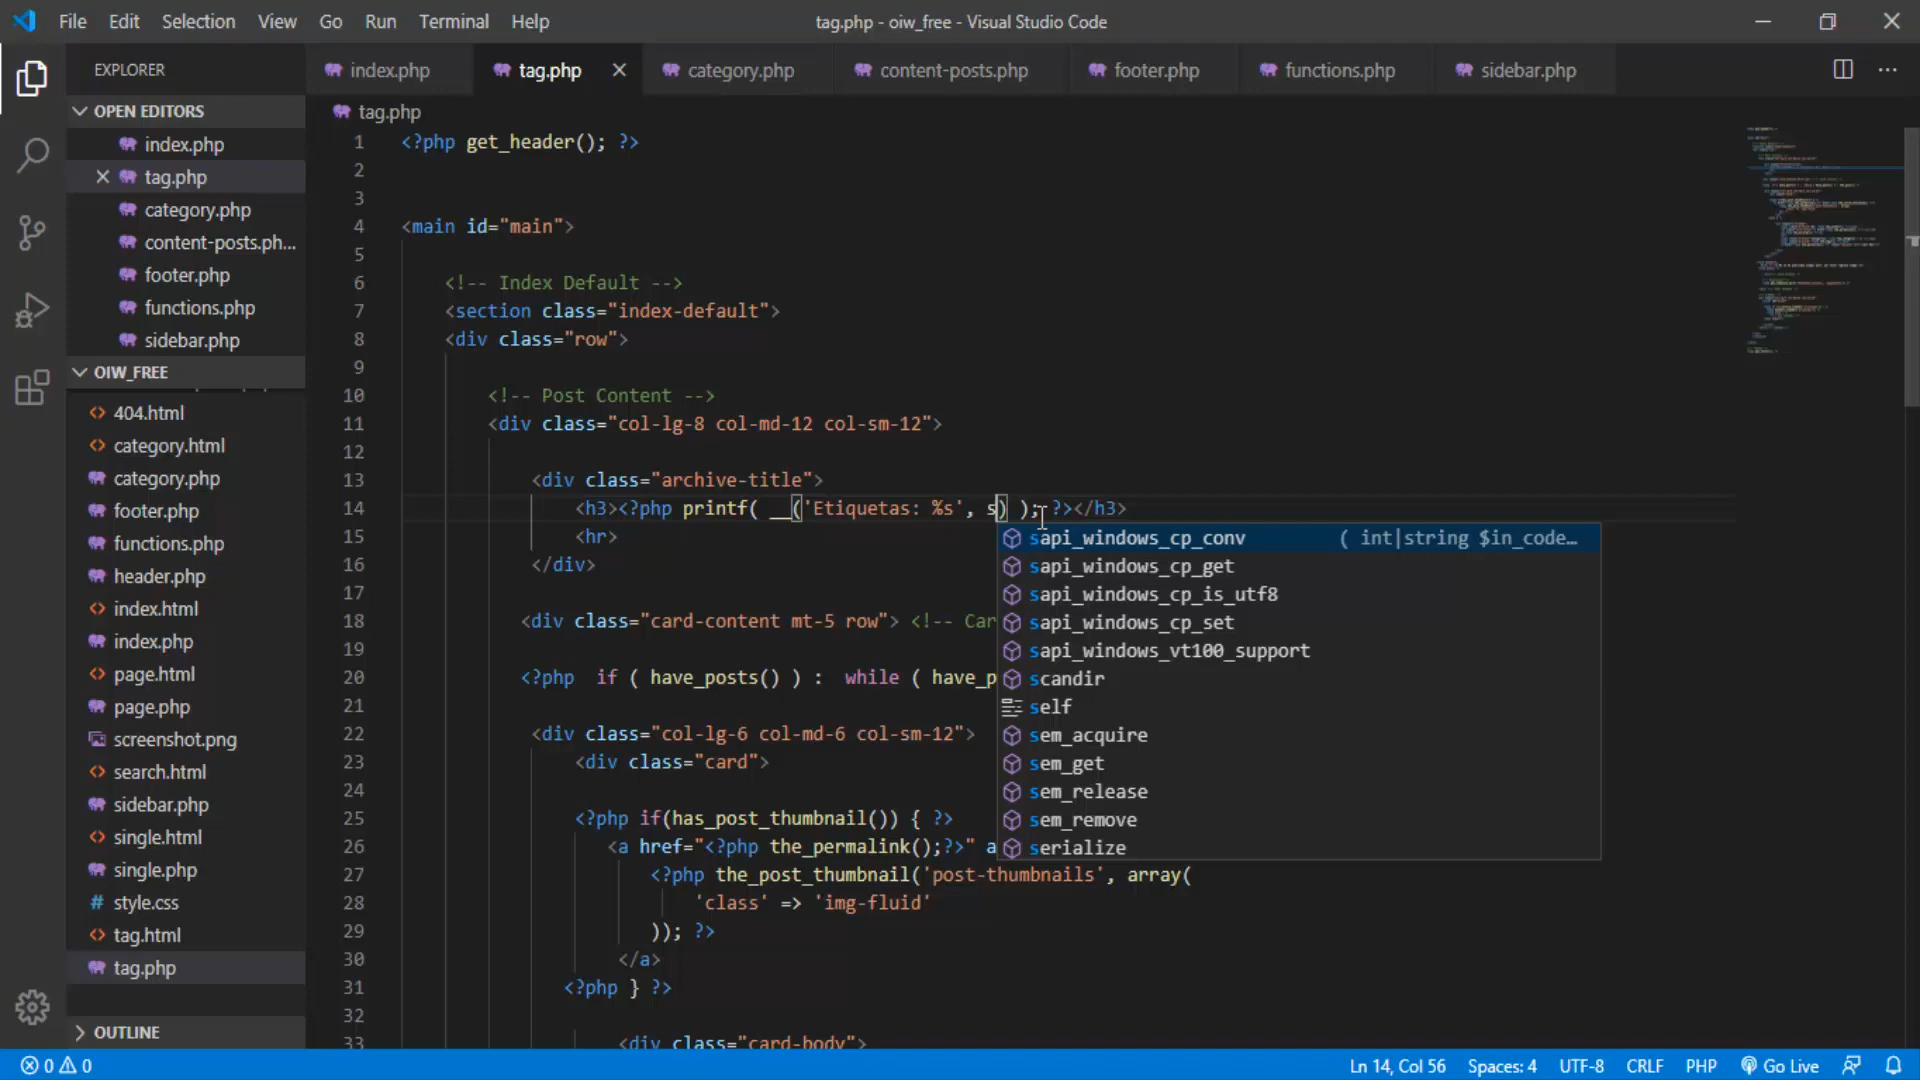 File Edit Selection View Go Run Terminal Help
tag.php - oiw_free - Visual Studio Code
EXPLORER
index.php
tag.php
category.php
content-posts.php
footer.php
functions.php
sidebar.php
OPEN EDITORS
index.php
tag.php
category.php
content-posts.ph...
footer.php
functions.php
sidebar.php
OIW_FREE
404.html
category.html
category.php
footer.php
functions.php
header.php
index.html
index.php
page.html
page.php
screenshot.png
search.html
sidebar.php
single.html
single.php
style.css
tag.html
tag.php
OUTLINE
tag.php
1 <?php get_header(); ?>
2
3
4 <main id="main">
5
6 <!-- Index Default -->
7 <section class="index-default">
8 <div class="row">
9
10 <!-- Post Content -->
11 <div class="col-lg-8 col-md-12 col-sm-12">
12
13 <div class="archive-title">
14 <h3><?php printf( __('Etiquetas: %s', s) ); ?></h3>
15 <hr>
16 </div>
17
18 <div class="card-content mt-5 row"> <!-- Car
19
20 <?php if ( have_posts() ) : while ( have_p
21
22 <div class="col-lg-6 col-md-6 col-sm-12">
23 <div class="card">
24
25 <?php if(has_post_thumbnail()) { ?>
26 <a href="<?php the_permalink();?>" a
27 <?php the_post_thumbnail('post-thumbnails', array(
28 'class' => 'img-fluid'
29 )); ?>
30 </a>
31 <?php } ?>
32
33 <div class="card-body">
sapi_windows_cp_conv ( int|string $in_code…
sapi_windows_cp_get
sapi_windows_cp_is_utf8
sapi_windows_cp_set
sapi_windows_vt100_support
scandir
self
sem_acquire
sem_get
sem_release
sem_remove
serialize
0 0
Ln 14, Col 56 Spaces: 4 UTF-8 CRLF PHP Go Live